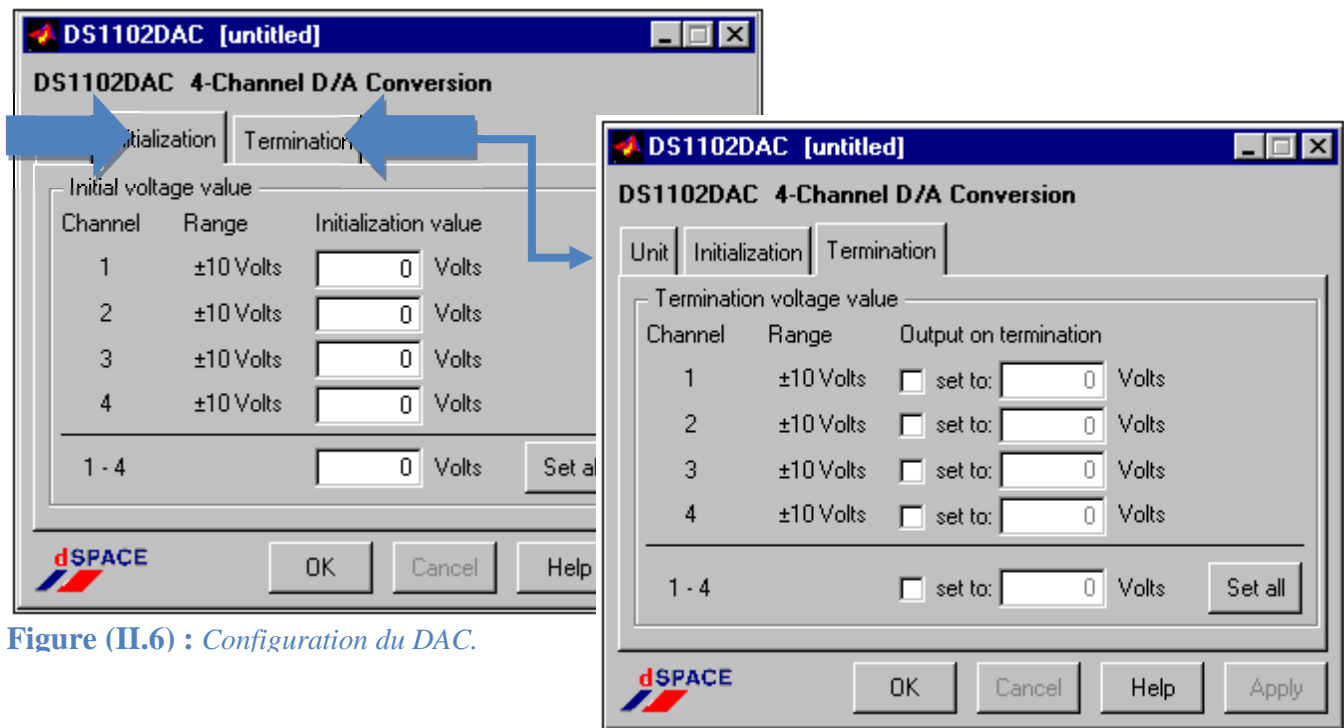 DS1102DAC [untitled]
DS1102DAC 4-Channel D/A Conversion
Termination
Initial voltage value
Channel Range Initialization value
1 ±10 Volts 0 Volts
2 ±10 Volts 0 Volts
3 ±10 Volts 0 Volts
4 ±10 Volts 0 Volts
1 - 4 0 Volts Set
dSPACE
OK Cancel Help
Figure (II.6) : Configuration du DAC.
DS1102DAC [untitled]
DS1102DAC 4-Channel D/A Conversion
Unit Initialization Termination
Termination voltage value
Channel Range Output on termination
1 ±10 Volts set to: 0 Volts
2 ±10 Volts set to: 0 Volts
3 ±10 Volts set to: 0 Volts
4 ±10 Volts set to: 0 Volts
1 - 4 set to: 0 Volts Set all
dSPACE
OK Cancel Help Apply